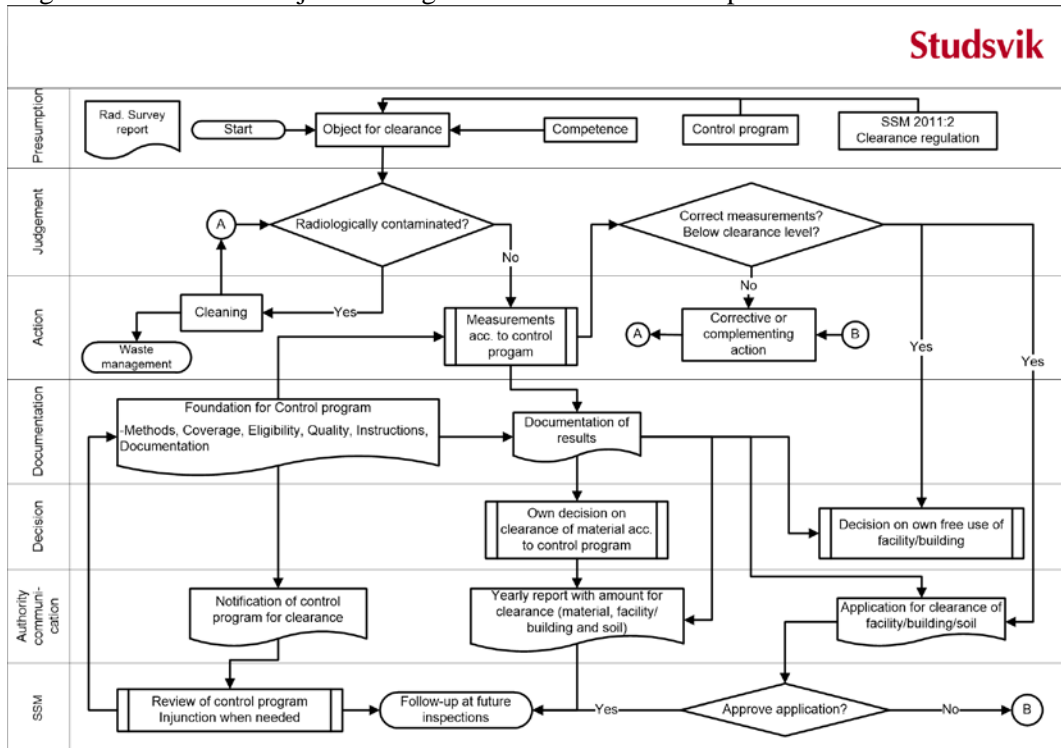 Studsvik
Presumption
Rad. Survey
report
Start
Object for clearance
Competence
Control program
SSM 2011:2
Clearance regulation
Judgement
A
Radiologically contaminated?
Correct measurements?
Below clearance level?
No
No
Action
Cleaning
Yes
Waste
management
Measurements
acc. to control
progam
A
Corrective or
complementing
action
B
Yes
Yes
Documentation
Foundation for Control program
-Methods, Coverage, Eligibility, Quality, Instructions,
Documentation
Documentation of
results
Decision
Own decision on
clearance of material acc.
to control program
Decision on own free use of
facility/building
Authority
communi-
cation
Notification of control
program for clearance
Yearly report with amount for
clearance (material, facility/
building and soil)
Application for clearance of
facility/building/soil
SSM
Review of control program
Injunction when needed
Follow-up at future
inspections
Yes
Approve application?
No
B